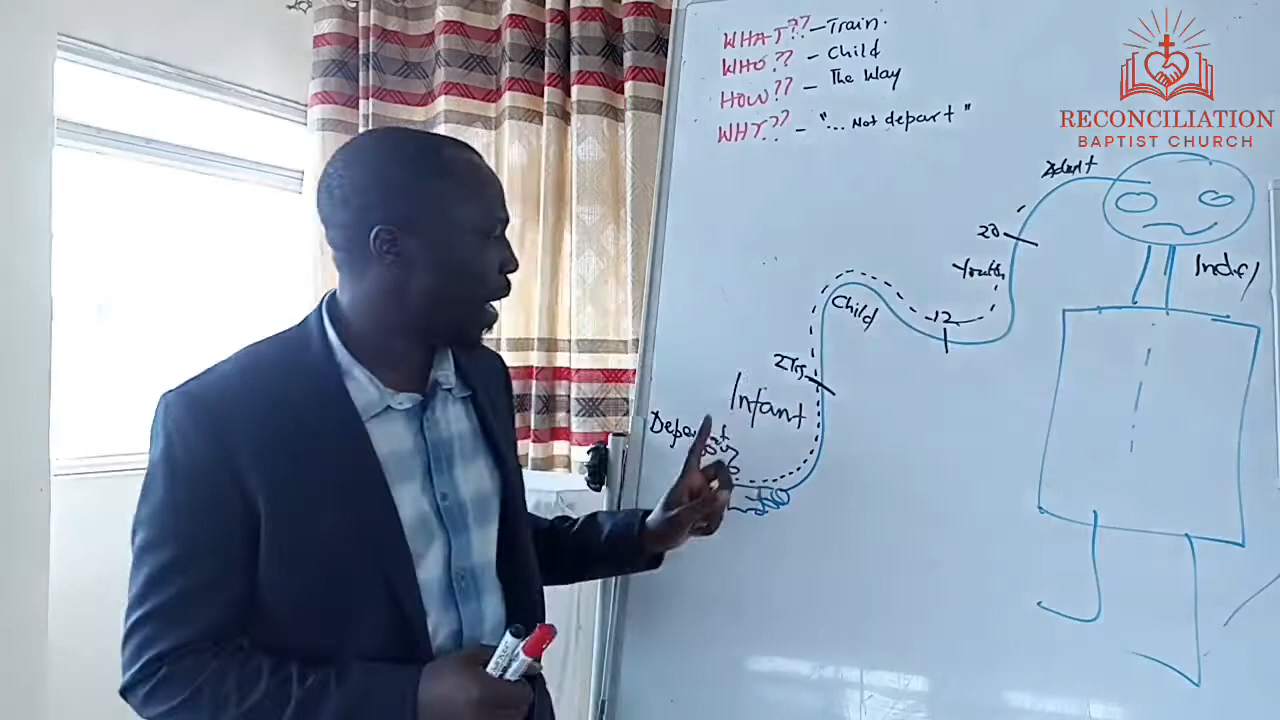 WHAT?? – Train.
WHO?? – Child
HOW?? – The Way
WHY?? – "... Not depart"
RECONCILIATION
BAPTIST CHURCH
Adult
20
Youth
Child
12
2yrs
Infant